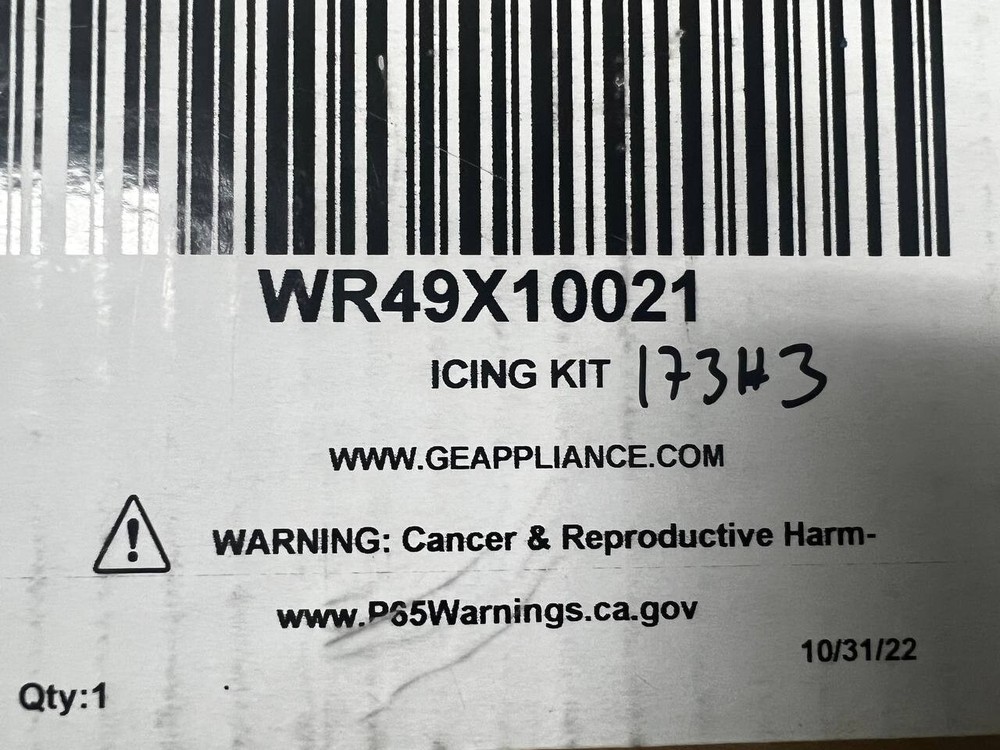 WR49X10021
ICING KIT 173H3
WWW.GEAPPLIANCE.COM
WARNING: Cancer & Reproductive Harm-
www.P65Warnings.ca.gov
10/31/22
Qty:1